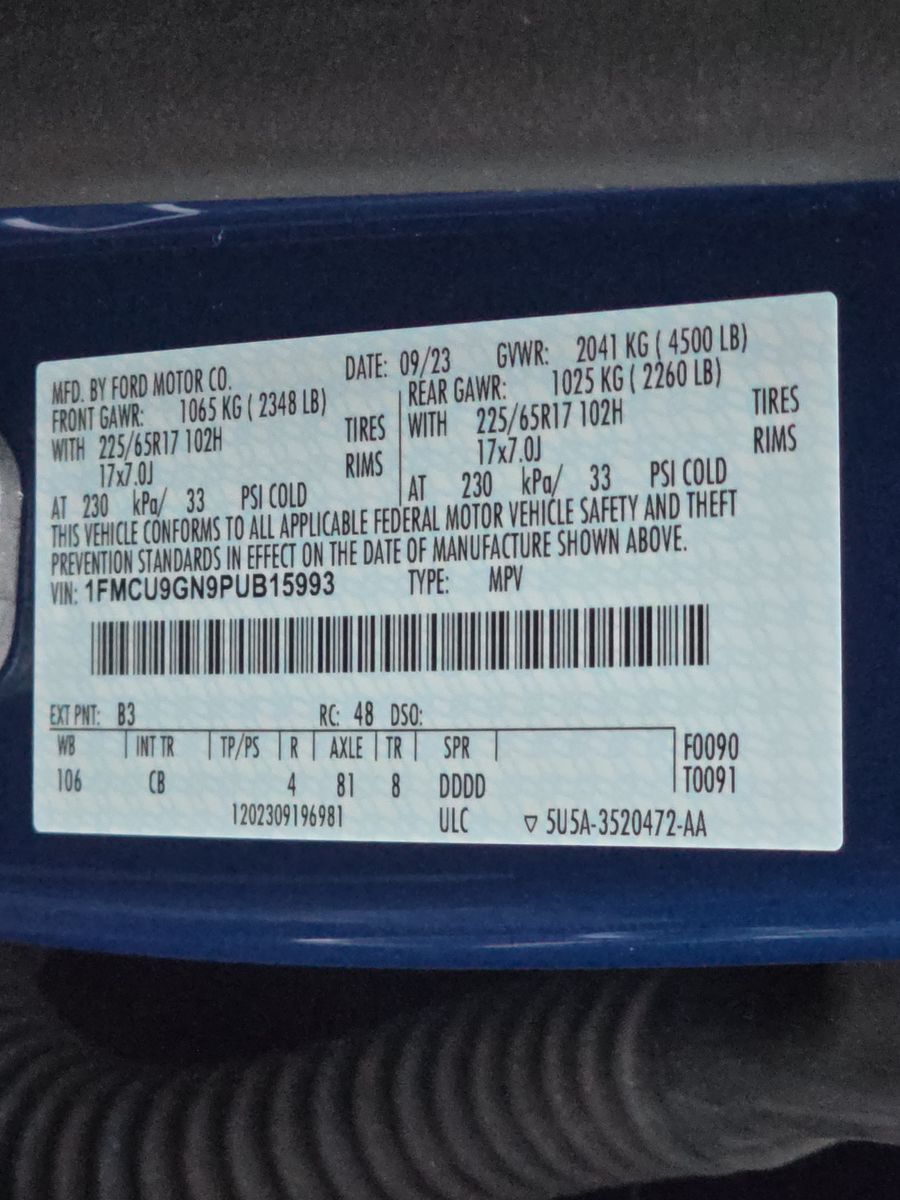 MFD. BY FORD MOTOR CO. DATE: 09/23 GVWR: 2041 KG ( 4500 LB)
FRONT GAWR: 1065 KG ( 2348 LB) REAR GAWR: 1025 KG ( 2260 LB)
WITH 225/65R17 102H TIRES WITH 225/65R17 102H TIRES
17x7.0J RIMS 17x7.0J RIMS
AT 230 kPa/ 33 PSI COLD AT 230 kPa/ 33 PSI COLD
THIS VEHICLE CONFORMS TO ALL APPLICABLE FEDERAL MOTOR VEHICLE SAFETY AND THEFT
PREVENTION STANDARDS IN EFFECT ON THE DATE OF MANUFACTURE SHOWN ABOVE.
VIN: 1FMCU9GN9PUB15993 TYPE: MPV
EXT PNT: B3 RC: 48 DSO:
WB INT TR TP/PS R AXLE TR SPR F0090
106 CB 4 81 8 DDDD T0091
1202309196981 ULC ▽ 5U5A-3520472-AA